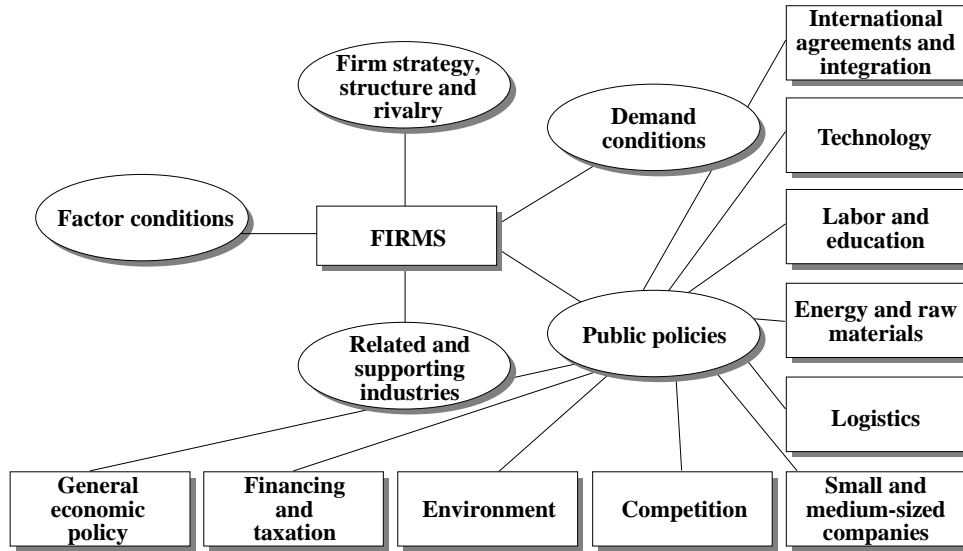 International
agreements and
integration
Firm strategy,
structure and
rivalry
Demand
conditions
Technology
Factor conditions
FIRMS
Labor and
education
Energy and raw
materials
Public policies
Related and
supporting
industries
Logistics
General
economic
policy
Financing
and
taxation
Environment
Competition
Small and
medium-sized
companies